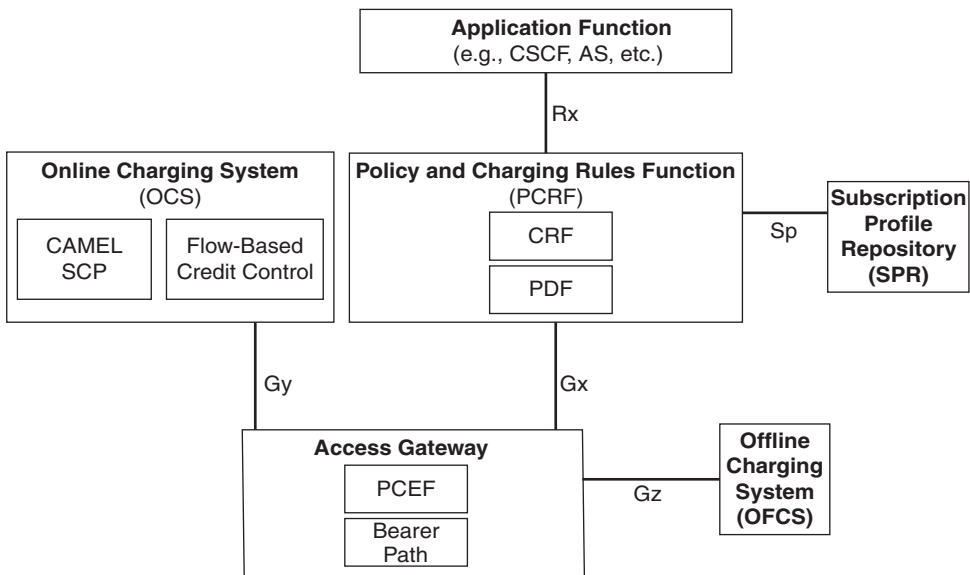 Application Function
(e.g., CSCF, AS, etc.)
Rx
Online Charging System
(OCS)
CAMEL
SCP
Flow-Based
Credit Control
Policy and Charging Rules Function
(PCRF)
CRF
PDF
Sp
Subscription
Profile
Repository
(SPR)
Gy
Gx
Access Gateway
PCEF
Bearer
Path
Gz
Offline
Charging
System
(OFCS)